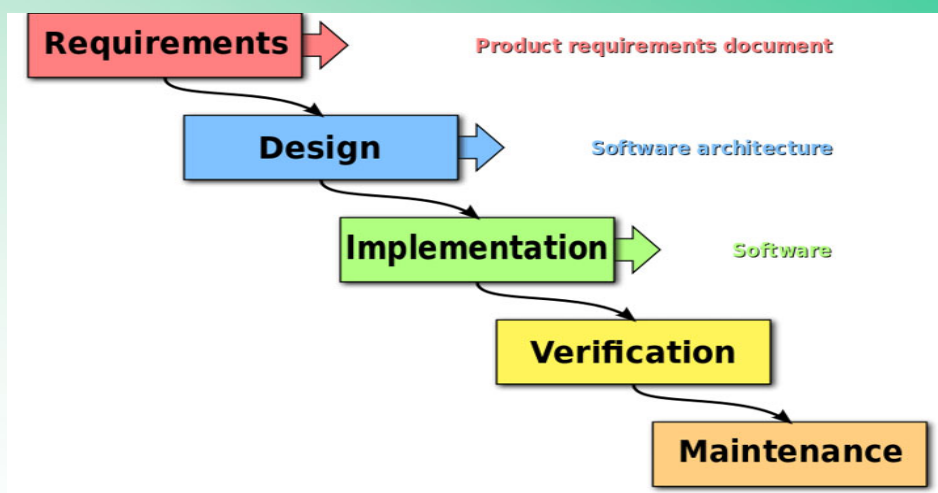 Requirements
Product requirements document
Design
Software architecture
Implementation
Software
Verification
Maintenance